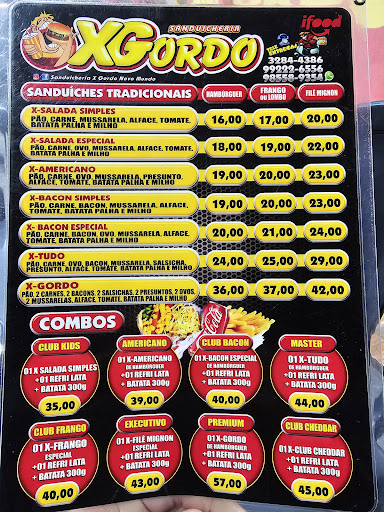 SANDUICHERIA
XGORDO
ifood
TELE ENTREGAS
3284-4386
99222-6556
98558-9254
Sanduicheria X Gordo Novo Mundo
SANDUÍCHES TRADICIONAIS
HAMBÚRGUER
FRANGO OU LOMBO
FILÉ MIGNON
X-SALADA SIMPLES
PÃO, CARNE, MUSSARELA, ALFACE, TOMATE, BATATA PALHA E MILHO
16,00 17,00 20,00
X-SALADA ESPECIAL
PÃO, CARNE, OVO, MUSSARELA, ALFACE, TOMATE, BATATA PALHA E MILHO
18,00 19,00 22,00
X-AMERICANO
PÃO, CARNE, OVO, MUSSARELA, PRESUNTO, ALFACE, TOMATE, BATATA PALHA E MILHO
19,00 20,00 23,00
X-BACON SIMPLES
PÃO, CARNE, BACON, MUSSARELA, ALFACE, TOMATE, BATATA PALHA E MILHO
19,00 20,00 23,00
X- BACON ESPECIAL
PÃO, CARNE, BACON, OVO, MUSSARELA, ALFACE, TOMATE, BATATA PALHA E MILHO
20,00 21,00 24,00
X-TUDO
PÃO, CARNE, OVO, BACON, MUSSARELA, SALSICHA, PRESUNTO, ALFACE, TOMATE, BATATA PALHA E MILHO
24,00 25,00 29,00
X-GORDO
PÃO, 2 CARNES, 2 BACONS, 2 SALSICHAS, 2 PRESUNTOS, 2 OVOS, 2 MUSSARELAS, ALFACE, TOMATE, BATATA PALHA E MILHO
36,00 37,00 42,00
COMBOS
Coca-Cola
CLUB KIDS
01 X SALADA SIMPLES
+01 REFRI LATA
+ BATATA 300g
35,00
AMERICANO
01 X-AMERICANO
DE HAMBÚRGUER
+01 REFRI LATA
+ BATATA 300g
39,00
CLUB BACON
01 X-BACON ESPECIAL
DE HAMBÚRGUER
+01 REFRI LATA
+ BATATA 300g
40,00
MASTER
01 X-TUDO
DE HAMBÚRGUER
+01 REFRI LATA
+ BATATA 300g
44,00
CLUB FRANGO
01 X-FRANGO
ESPECIAL
+01 REFRI LATA
+ BATATA 300g
40,00
EXECUTIVO
01 X-FILÉ MIGNON
ESPECIAL
+01 REFRI LATA
+ BATATA 300g
43,00
PREMIUM
01 X-GORDO
DE HAMBÚRGUER
+01 REFRI LATA
+ BATATA 300g
57,00
CLUB CHEDDAR
01 X-CLUB CHEDDAR
+01 REFRI LATA
+ BATATA 300g
45,00